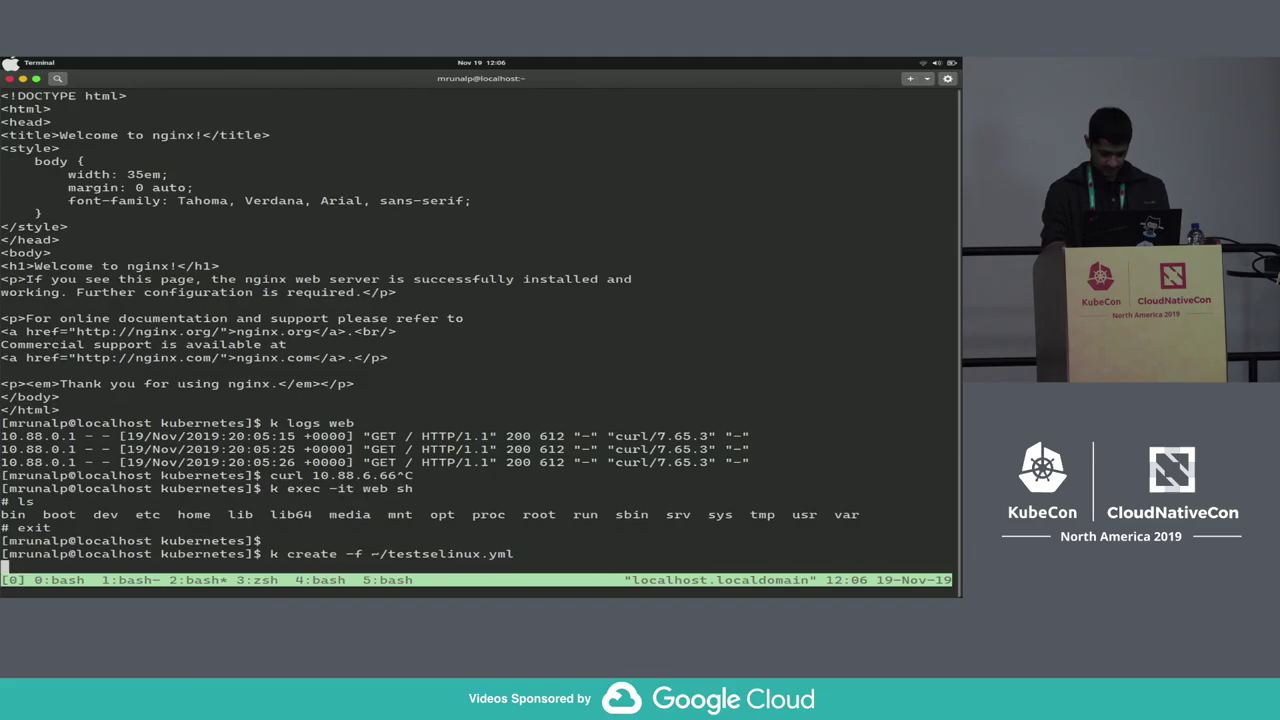 Terminal
Nov 19 12:06
mrunalp@localhost:~
<!DOCTYPE html>
<html>
<head>
<title>Welcome to nginx!</title>
<style>
    body {
        width: 35em;
        margin: 0 auto;
        font-family: Tahoma, Verdana, Arial, sans-serif;
    }
</style>
</head>
<body>
<h1>Welcome to nginx!</h1>
<p>If you see this page, the nginx web server is successfully installed and
working. Further configuration is required.</p>
<p>For online documentation and support please refer to
<a href="http://nginx.org/">nginx.org</a>.<br/>
Commercial support is available at
<a href="http://nginx.com/">nginx.com</a>.</p>
<p><em>Thank you for using nginx.</em></p>
</body>
</html>
[mrunalp@localhost kubernetes]$ k logs web
10.88.0.1 - - [19/Nov/2019:20:05:15 +0000] "GET / HTTP/1.1" 200 612 "-" "curl/7.65.3" "-"
10.88.0.1 - - [19/Nov/2019:20:05:25 +0000] "GET / HTTP/1.1" 200 612 "-" "curl/7.65.3" "-"
10.88.0.1 - - [19/Nov/2019:20:05:26 +0000] "GET / HTTP/1.1" 200 612 "-" "curl/7.65.3" "-"
[mrunalp@localhost kubernetes]$ curl 10.88.6.66^C
[mrunalp@localhost kubernetes]$ k exec -it web sh
# ls
bin  boot  dev  etc  home  lib  lib64  media  mnt  opt  proc  root  run  sbin  srv  sys  tmp  usr  var
# exit
[mrunalp@localhost kubernetes]$
[mrunalp@localhost kubernetes]$ k create -f ~/testselinux.yml
[0] 0:bash  1:bash- 2:bash* 3:zsh  4:bash  5:bash
"localhost.localdomain" 12:06 19-Nov-19
KubeCon
CloudNativeCon
North America 2019
KubeCon
CloudNativeCon
North America 2019
Videos Sponsored by
Google Cloud